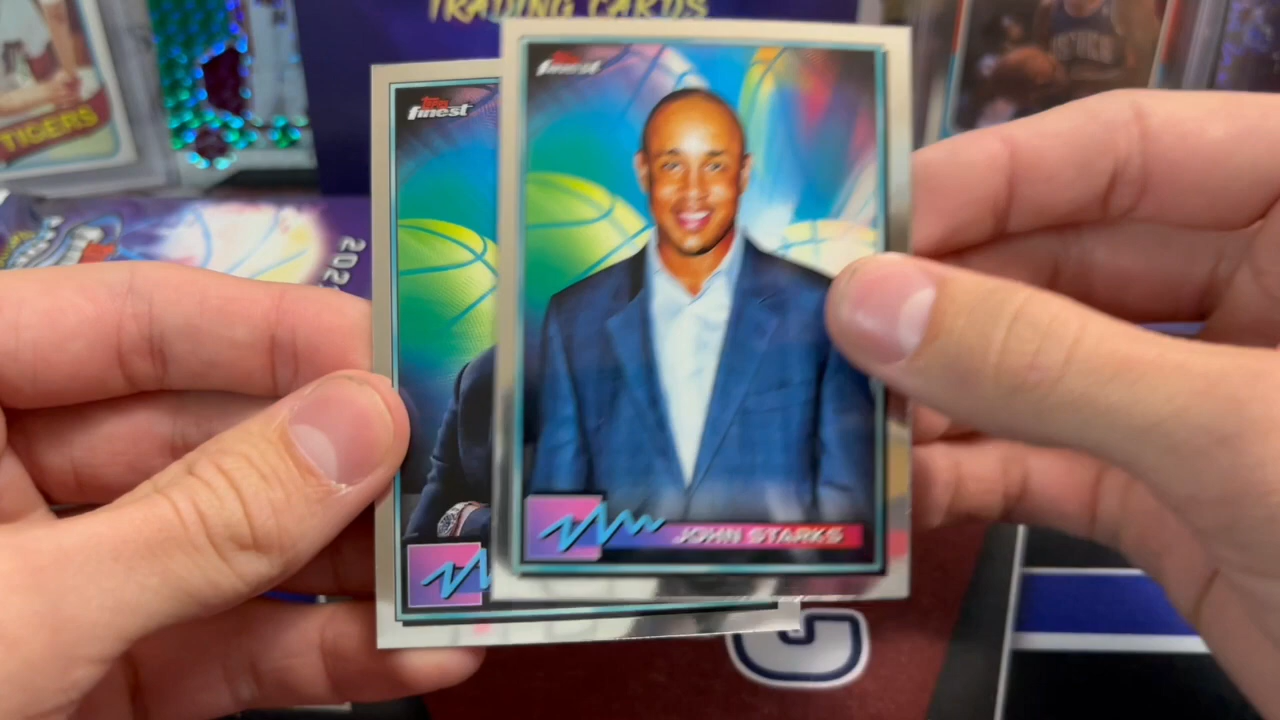 TRADING CARDS
TIGERS
202
Topps
finest
finest
JOHN STARKS